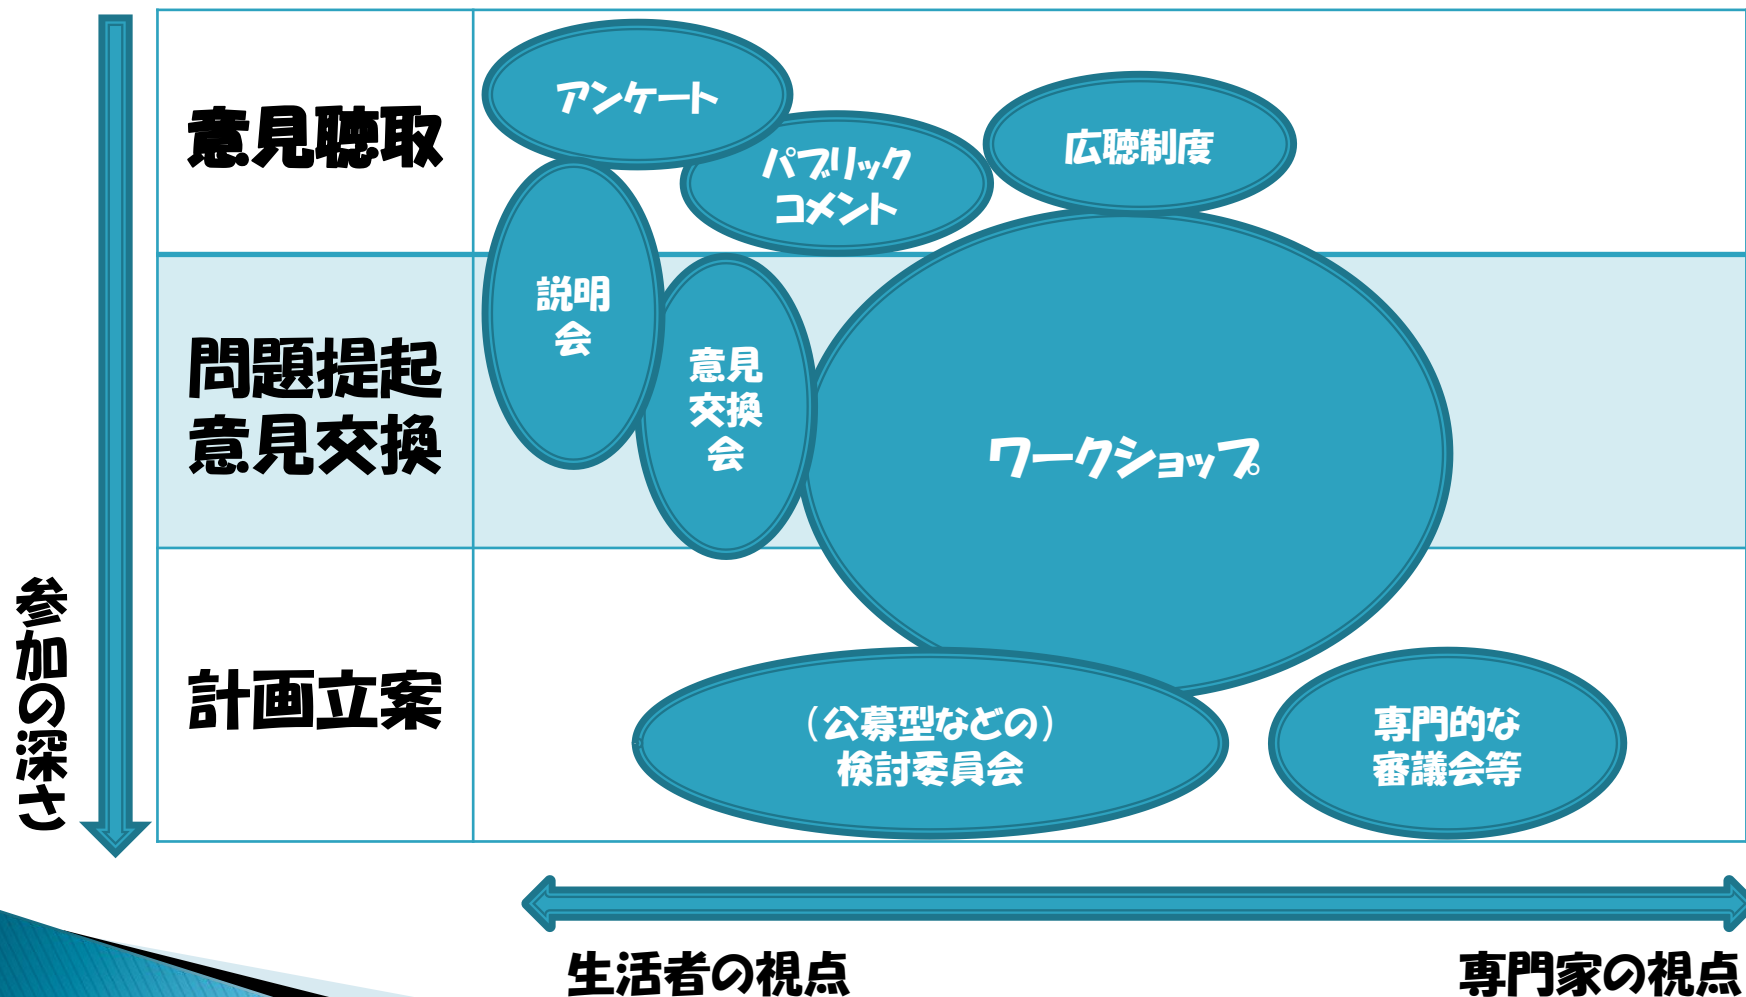 意見聴取
アンケート
パブリック
コメント
広聴制度
問題提起
意見交換
説明
会
意見
交換
会
ワークショップ
計画立案
（公募型などの）
検討委員会
専門的な
審議会等
参加の深さ
生活者の視点
専門家の視点